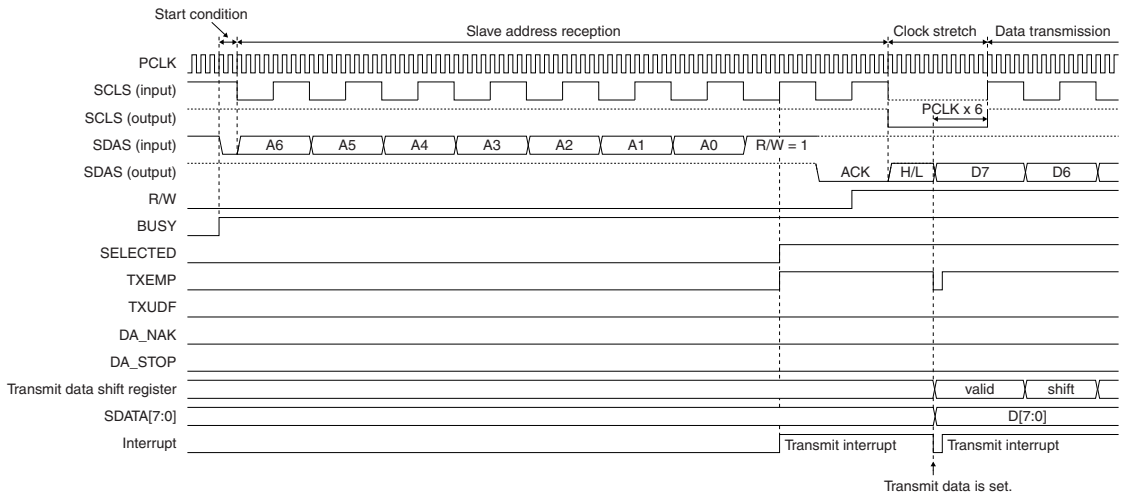 Start condition
Slave address reception Clock stretch Data transmission
PCLK
SCLS (input)
SCLS (output) PCLK x 6
SDAS (input) A6 A5 A4 A3 A2 A1 A0 R/W = 1
SDAS (output) ACK H/L D7 D6
R/W
BUSY
SELECTED
TXEMP
TXUDF
DA_NAK
DA_STOP
Transmit data shift register valid shift
SDATA[7:0] D[7:0]
Interrupt Transmit interrupt Transmit interrupt
Transmit data is set.